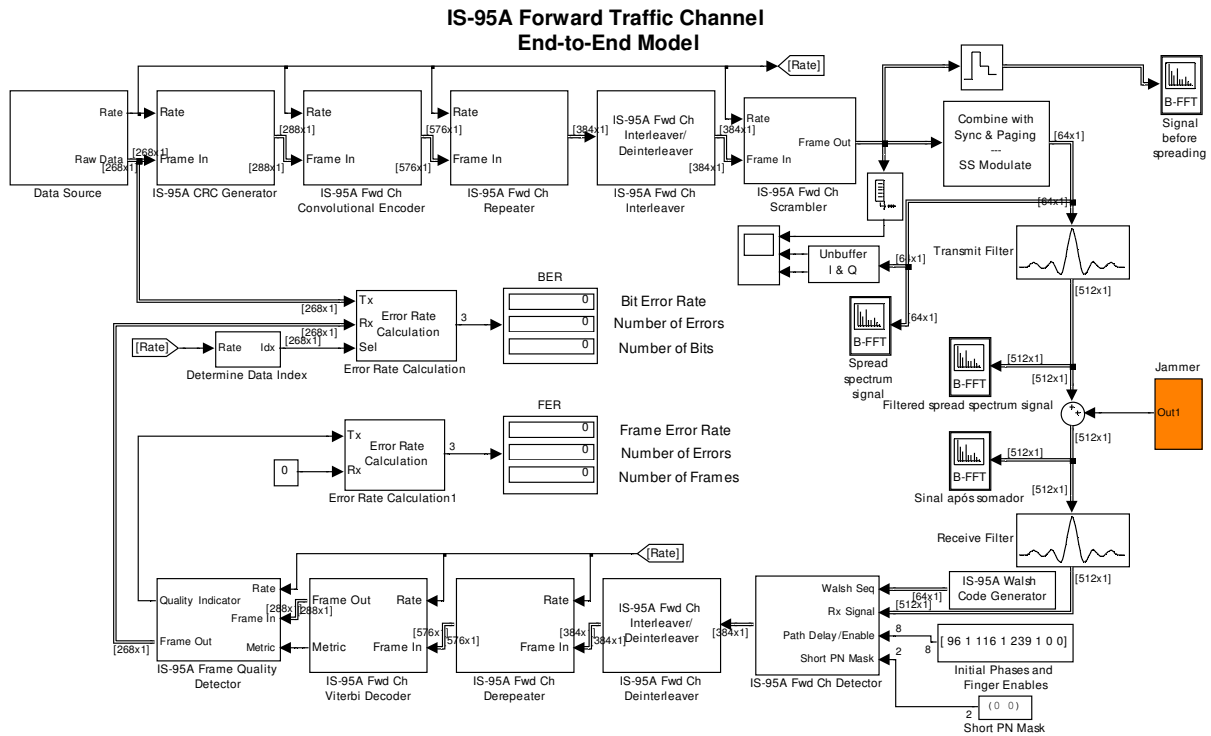 IS-95A Forward Traffic Channel
End-to-End Model
[Rate]
Rate
Raw Data
[268x1]
[268x1]
Data Source
Rate
Frame In
[288x1]
[288x1]
IS-95A CRC Generator
Rate
Frame In
[576x1]
[576x1]
IS-95A Fwd Ch
Convolutional Encoder
Rate
Frame In
[384x1]
IS-95A Fwd Ch
Repeater
IS-95A Fwd Ch
Interleaver/
Deinterleaver
[384x1]
[384x1]
IS-95A Fwd Ch
Interleaver
Rate
Frame In
Frame Out
IS-95A Fwd Ch
Scrambler
Combine with
Sync & Paging
---
SS Modulate
[64x1]
B-FFT
Signal
before
spreading
[64x1]
Transmit Filter
[512x1]
Unbuffer
I & Q
[64x1]
B-FFT
[64x1]
Spread
spectrum
signal
[268x1]
[268x1]
Tx
Rx
Sel
Error Rate
Calculation
3
Error Rate Calculation
[Rate]
Rate
Idx
[268x1]
Determine Data Index
BER
0
0
0
Bit Error Rate
Number of Errors
Number of Bits
B-FFT
[512x1]
[512x1]
Filtered spread spectrum signal
Jammer
Out1
[512x1]
Tx
Rx
Error Rate
Calculation
3
0
Error Rate Calculation1
FER
0
0
0
Frame Error Rate
Number of Errors
Number of Frames
B-FFT
[512x1]
[512x1]
Sinal após somador
Receive Filter
[512x1]
[Rate]
Quality Indicator
Frame Out
Rate
Frame In
Metric
[268x1]
IS-95A Frame Quality
Detector
[288x1]
[288x1]
Frame Out
Metric
Rate
Frame In
IS-95A Fwd Ch
Viterbi Decoder
[576x1]
[576x1]
Rate
Frame In
IS-95A Fwd Ch
Derepeater
[384x1]
[384x1]
IS-95A Fwd Ch
Interleaver/
Deinterleaver
IS-95A Fwd Ch
Deinterleaver
[384x1]
Walsh Seq
Rx Signal
Path Delay/Enable
Short PN Mask
IS-95A Fwd Ch Detector
[64x1]
[512x1]
IS-95A Walsh
Code Generator
8
8
[ 96 1 116 1 239 1 0 0]
Initial Phases and
Finger Enables
2
2
(0 0)
Short PN Mask